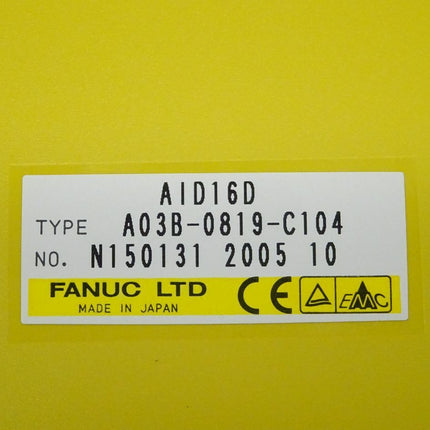 AID16D
TYPE A03B-0819-C104
NO. N150131 2005 10
FANUC LTD CE EMC
MADE IN JAPAN